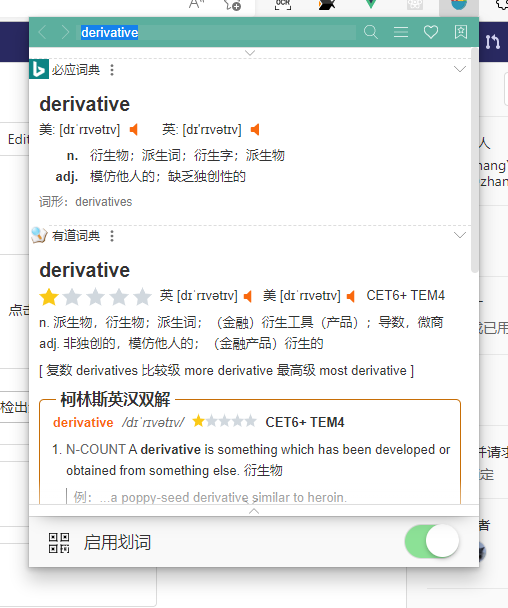 A
OCR
derivative
必应词典
derivative
美: [dɪˈrɪvətɪv] 英: [dɪ'rɪvətɪv]
n. 衍生物；派生词；衍生字；派生物
adj. 模仿他人的；缺乏独创性的
词形：derivatives
有道词典
derivative
英 [dɪˈrɪvətɪv] 美 [dɪˈrɪvətɪv] CET6+ TEM4
n. 派生物，衍生物；派生词；（金融）衍生工具（产品）；导数，微商
adj. 非独创的，模仿他人的；（金融产品）衍生的
[ 复数 derivatives 比较级 more derivative 最高级 most derivative ]
柯林斯英汉双解
derivative /dɪˈrɪvətɪv/ CET6+ TEM4
1. N-COUNT A derivative is something which has been developed or
obtained from something else. 衍生物
例：...a poppy-seed derivative similar to heroin.
启用划词
Edit
点击
检出
人
hang
zhan
已用
并请求
定
者